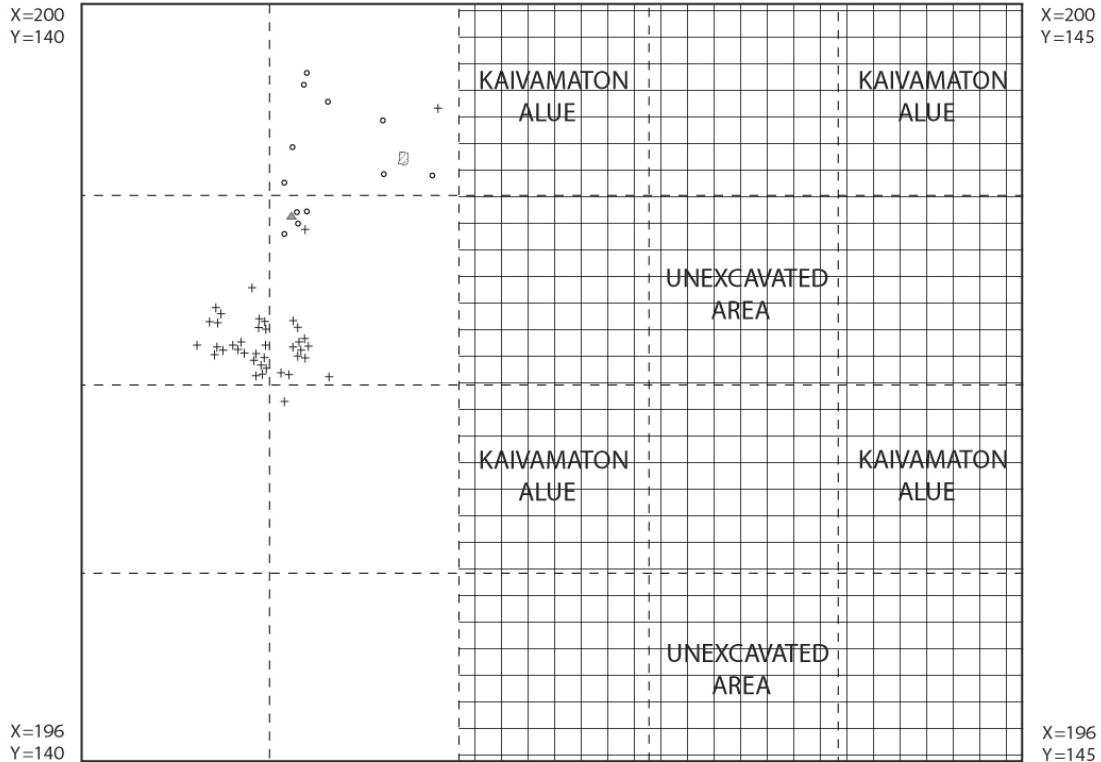 X=200
Y=140
X=200
Y=145
KAIVAMATON
ALUE
KAIVAMATON
ALUE
UNEXCAVATED
AREA
KAIVAMATON
ALUE
KAIVAMATON
ALUE
UNEXCAVATED
AREA
X=196
Y=140
X=196
Y=145